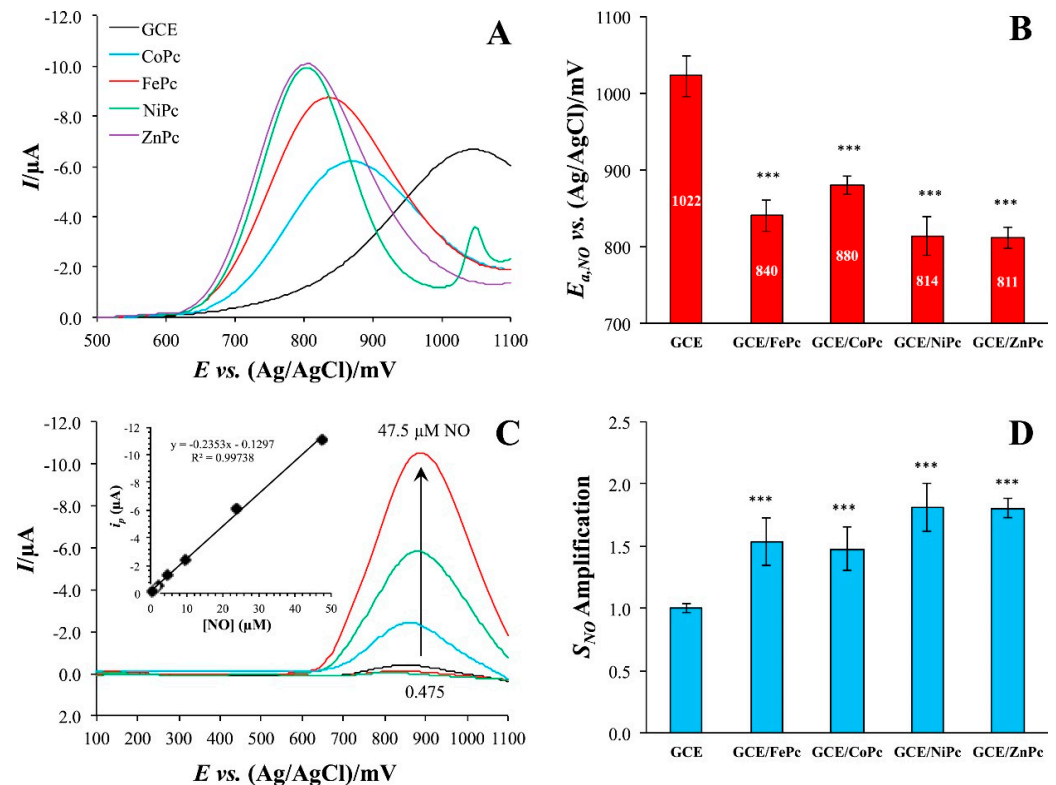 A
GCE
CoPc
FePc
NiPc
ZnPc
-12.0
-10.0
-8.0
-6.0
-4.0
-2.0
0.0
I/µA
500 600 700 800 900 1000 1100
E vs. (Ag/AgCl)/mV
B
1100
1000
900
800
700
E_a,NO vs. (Ag/AgCl)/mV
***
***
***
***
1022
840
880
814
811
GCE GCE/FePc GCE/CoPc GCE/NiPc GCE/ZnPc
C
-12.0
-10.0
-8.0
-6.0
-4.0
-2.0
0.0
2.0
I/µA
47.5 µM NO
y = -0.2353x - 0.1297
R² = 0.99738
-12
-10
-8
-6
-4
-2
0
i_p (µA)
0 10 20 30 40 50
[NO] (µM)
0.475
100 200 300 400 500 600 700 800 900 1000 1100
E vs. (Ag/AgCl)/mV
D
2.5
2.0
1.5
1.0
0.5
0.0
S_NO Amplification
***
***
***
***
GCE GCE/FePc GCE/CoPc GCE/NiPc GCE/ZnPc